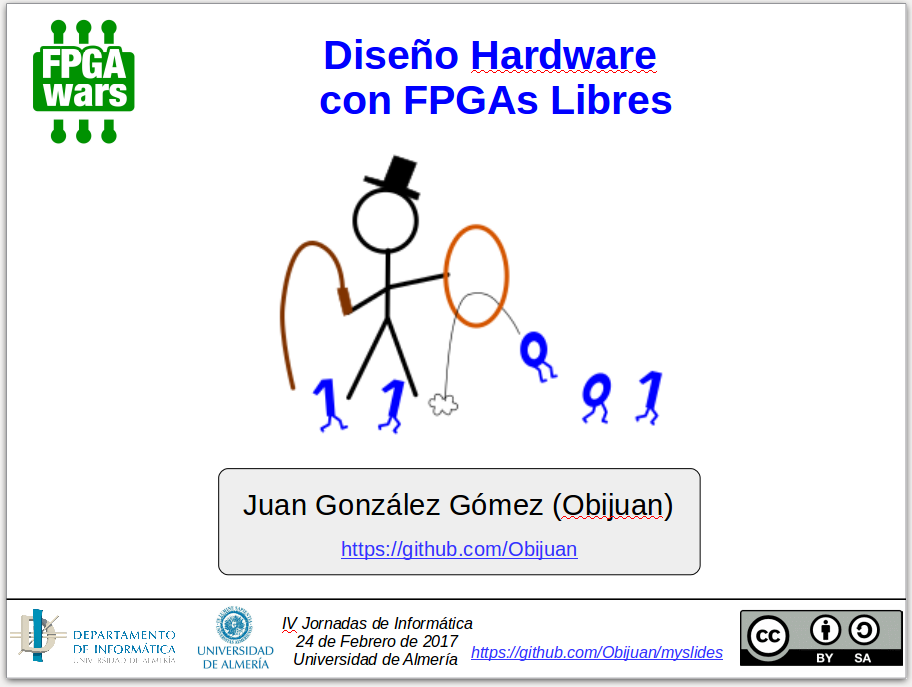 FPGA
wars
Diseño Hardware
con FPGAs Libres
1 1 0 0 1
Juan González Gómez (Obijuan)
https://github.com/Obijuan
DEPARTAMENTO
DE INFORMÁTICA
UNIVERSIDAD DE ALMERÍA
UNIVERSIDAD
DE ALMERÍA
IV Jornadas de Informática
24 de Febrero de 2017
Universidad de Almería
https://github.com/Obijuan/myslides
cc
BY SA